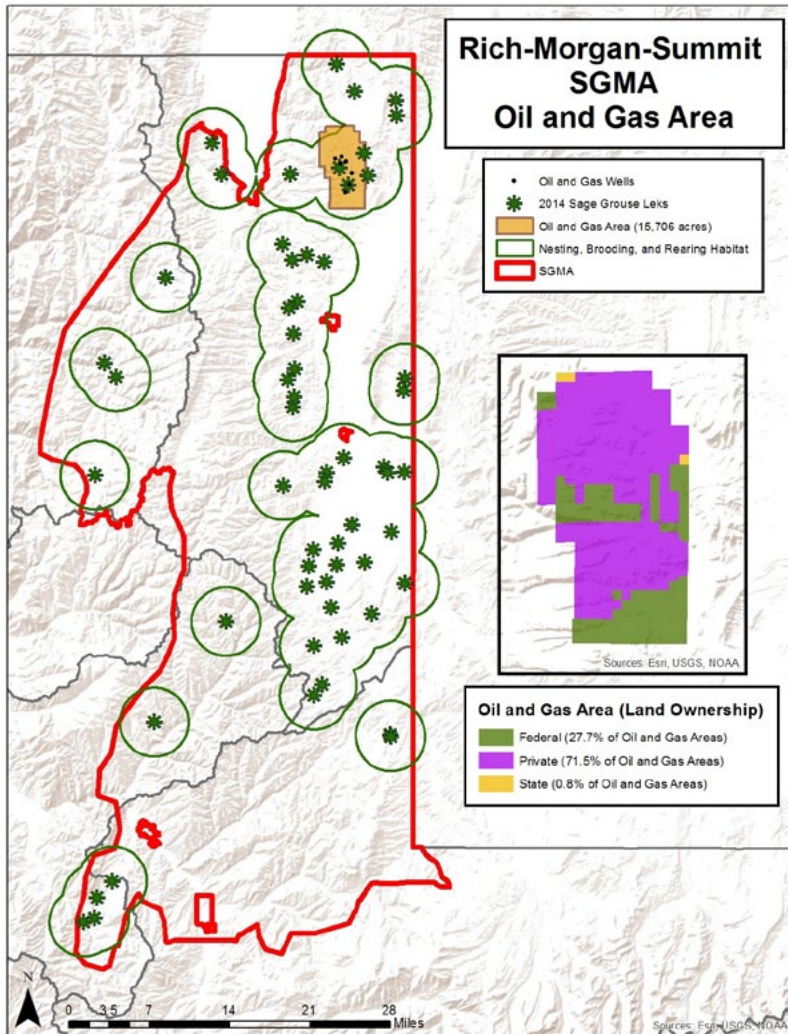 Rich-Morgan-Summit
SGMA
Oil and Gas Area
Oil and Gas Wells
2014 Sage Grouse Leks
Oil and Gas Area (15,706 acres)
Nesting, Brooding, and Rearing Habitat
SGMA
Sources: Esri, USGS, NOAA
Oil and Gas Area (Land Ownership)
Federal (27.7% of Oil and Gas Areas)
Private (71.5% of Oil and Gas Areas)
State (0.8% of Oil and Gas Areas)
N
0 3.5 7 14 21 28
Miles
Sources: Esri, USGS, NOAA